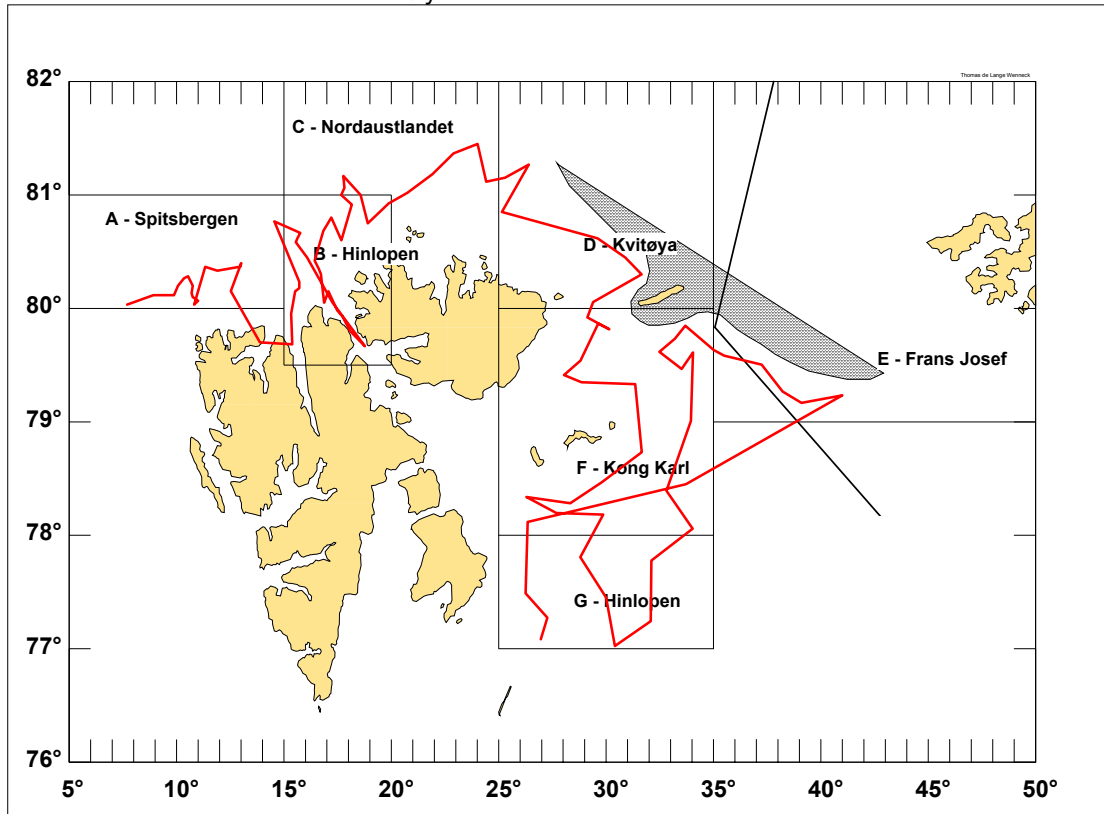 Thomas de Lange Wenneck
82°
C - Nordaustlandet
81°
A - Spitsbergen
D - Kvitøya
B - Hinlopen
80°
E - Frans Josef
79°
F - Kong Karl
78°
G - Hinlopen
77°
76°
5° 10° 15° 20° 25° 30° 35° 40° 45° 50°